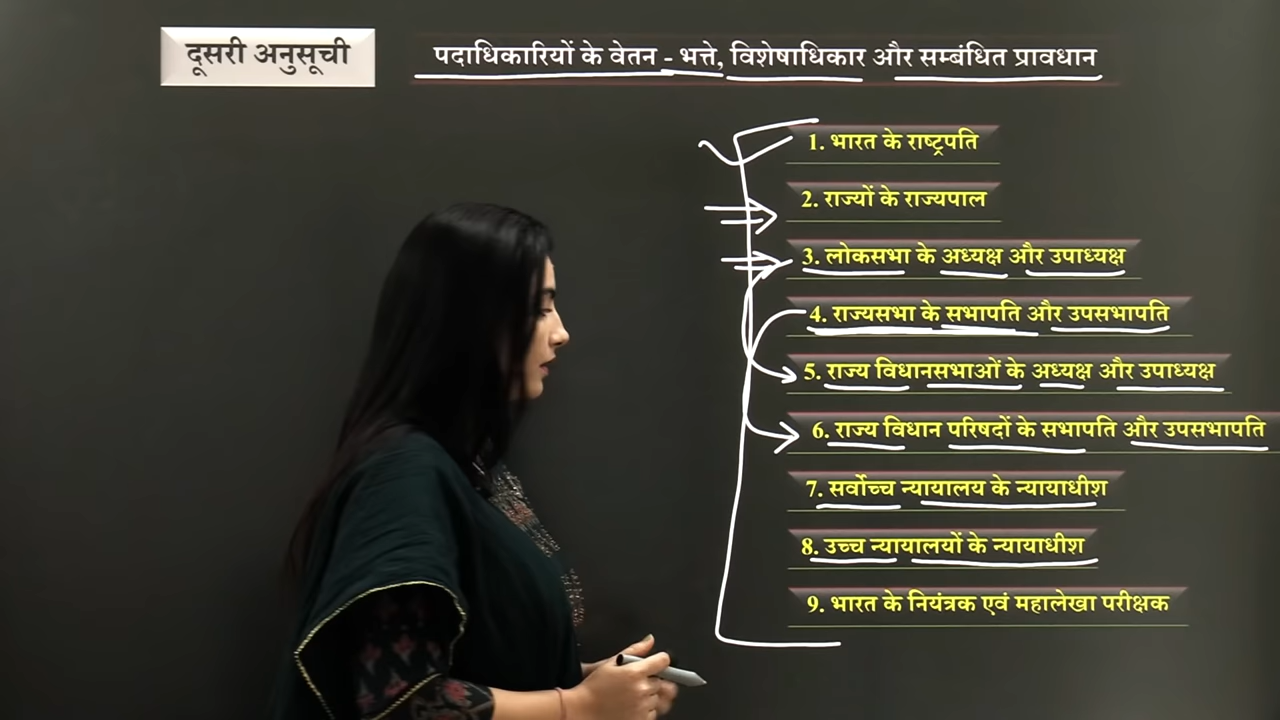 दूसरी अनुसूची
पदाधिकारियों के वेतन - भत्ते, विशेषाधिकार और सम्बंधित प्रावधान
1. भारत के राष्ट्रपति
2. राज्यों के राज्यपाल
3. लोकसभा के अध्यक्ष और उपाध्यक्ष
4. राज्यसभा के सभापति और उपसभापति
5. राज्य विधानसभाओं के अध्यक्ष और उपाध्यक्ष
6. राज्य विधान परिषदों के सभापति और उपसभापति
7. सर्वोच्च न्यायालय के न्यायाधीश
8. उच्च न्यायालयों के न्यायाधीश
9. भारत के नियंत्रक एवं महालेखा परीक्षक